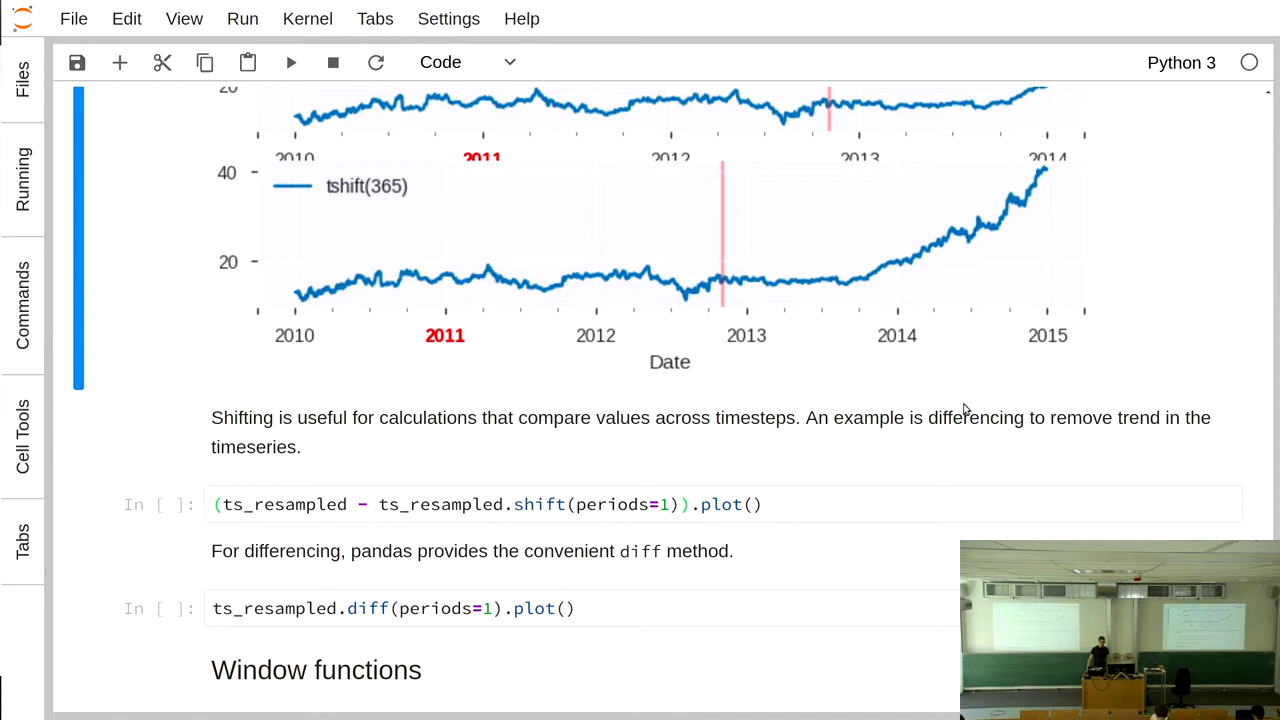 File Edit View Run Kernel Tabs Settings Help
Code Python 3
Files
Running
Commands
Cell Tools
Tabs
20
2010 2011 2012 2013 2014
40
tshift(365)
20
2010 2011 2012 2013 2014 2015
Date
Shifting is useful for calculations that compare values across timesteps. An example is differencing to remove trend in the
timeseries.
In [ ]: (ts_resampled - ts_resampled.shift(periods=1)).plot()
For differencing, pandas provides the convenient diff method.
In [ ]: ts_resampled.diff(periods=1).plot()
Window functions